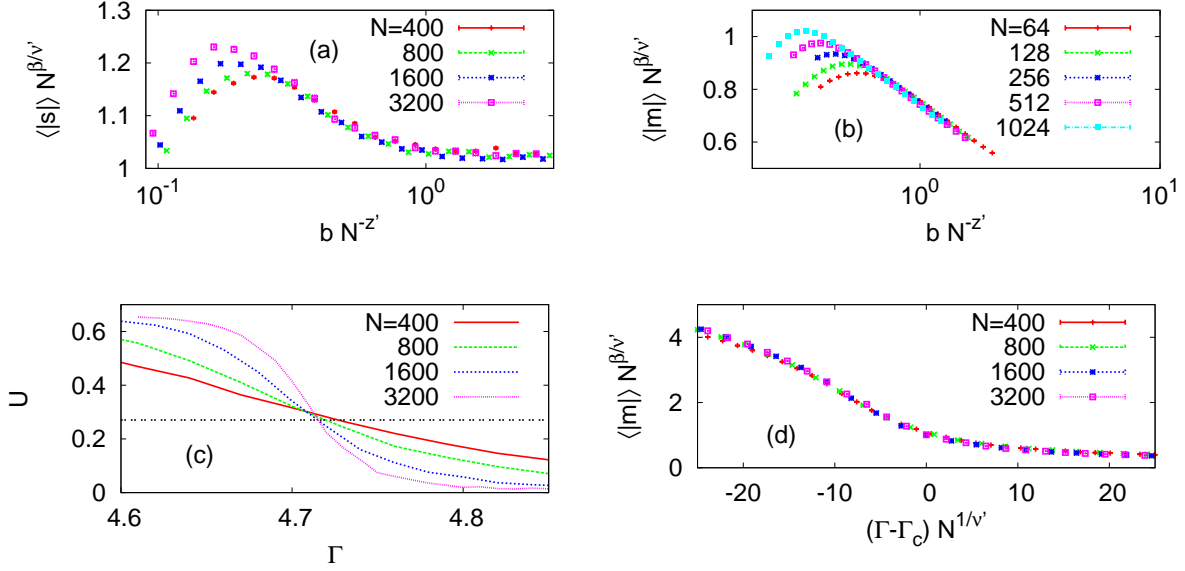 ⟨|s|⟩ N^{β/ν'}
1.3
1.2
1.1
1
(a)
N=400
800
1600
3200
10^{-1}
10^{0}
b N^{-z'}
⟨|m|⟩ N^{β/ν'}
1
0.8
0.6
(b)
N=64
128
256
512
1024
10^{0}
10^{1}
b N^{-z'}
U
0.6
0.4
0.2
0.0
(c)
N=400
800
1600
3200
4.6
4.7
4.8
Γ
⟨|m|⟩ N^{β/ν'}
4
2
0
(d)
N=400
800
1600
3200
-20
-10
0
10
20
(Γ-Γ_c) N^{1/ν'}